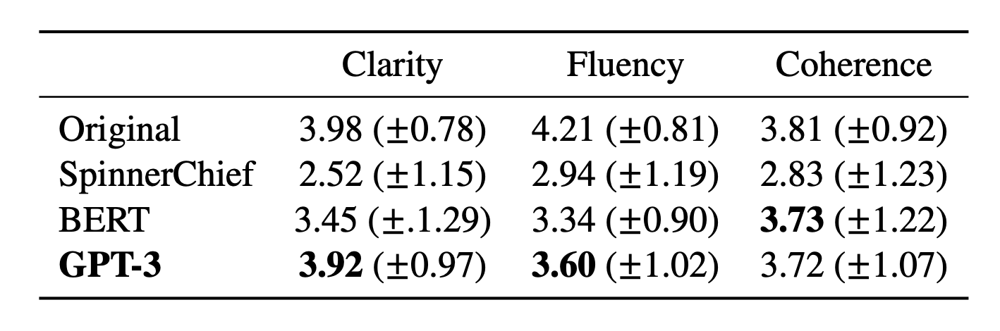 Clarity Fluency Coherence
Original 3.98 (±0.78) 4.21 (±0.81) 3.81 (±0.92)
SpinnerChief 2.52 (±1.15) 2.94 (±1.19) 2.83 (±1.23)
BERT 3.45 (±.1.29) 3.34 (±0.90) 3.73 (±1.22)
GPT-3 3.92 (±0.97) 3.60 (±1.02) 3.72 (±1.07)